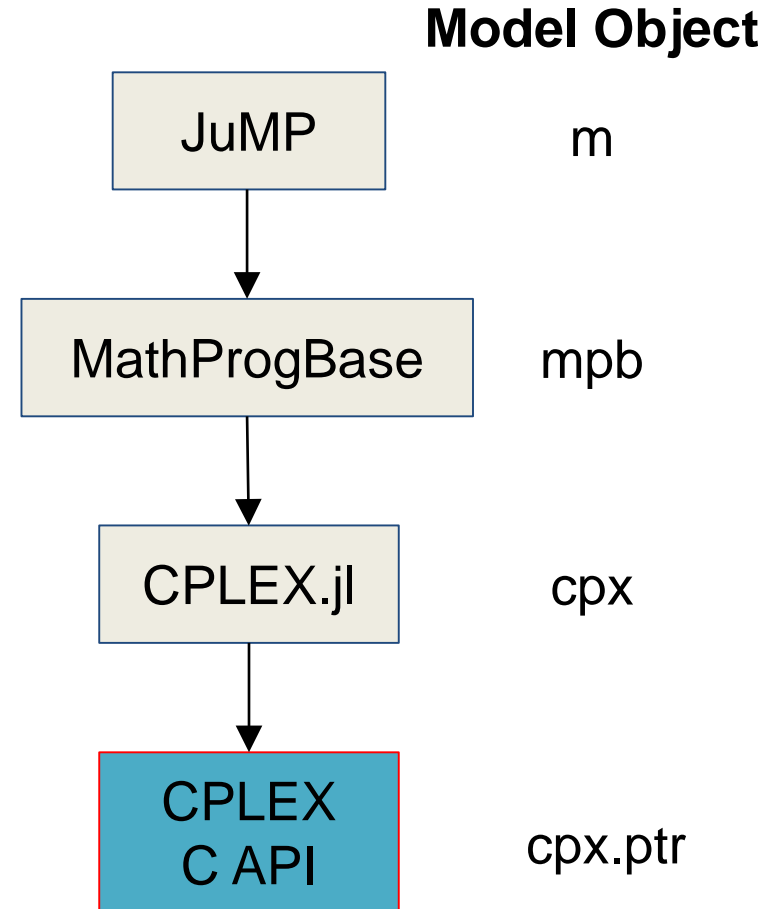 Model Object
JuMP
m
MathProgBase
mpb
CPLEX.jl
cpx
CPLEX
C API
cpx.ptr